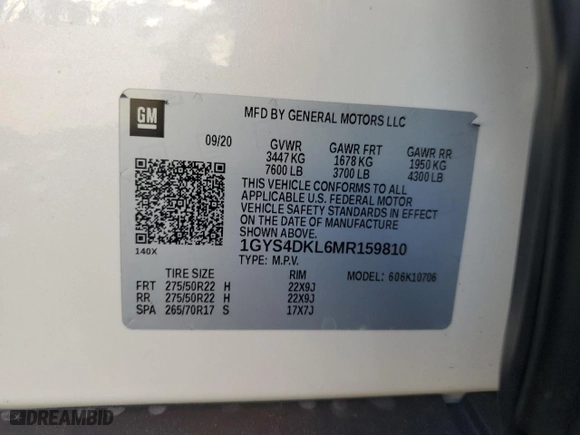 GM
MFD BY GENERAL MOTORS LLC
09/20 GVWR GAWR FRT GAWR RR
3447 KG 1678 KG 1950 KG
7600 LB 3700 LB 4300 LB
THIS VEHICLE CONFORMS TO ALL
APPLICABLE U.S. FEDERAL MOTOR
VEHICLE SAFETY STANDARDS IN EFFECT
ON THE DATE OF MANUFACTURE
SHOWN ABOVE.
140X
1GYS4DKL6MR159810
TYPE: M.P.V. MODEL: 606K10706
TIRE SIZE RIM
FRT 275/50R22 H 22X9J
RR 275/50R22 H 22X9J
SPA 265/70R17 S 17X7J
DREAMBID